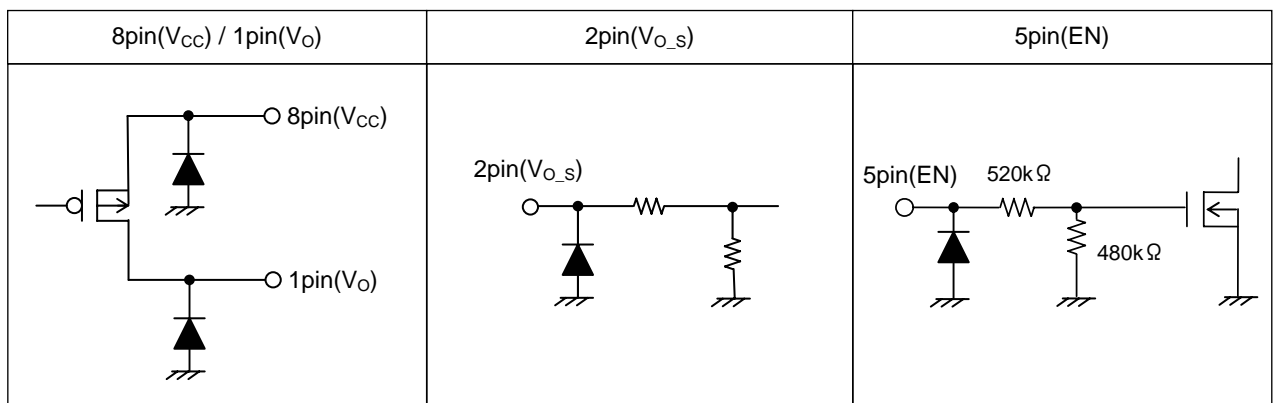 8pin(VCC) / 1pin(VO)
2pin(VO_S)
5pin(EN)
8pin(VCC)
1pin(VO)
2pin(VO_S)
5pin(EN)
520kΩ
480kΩ